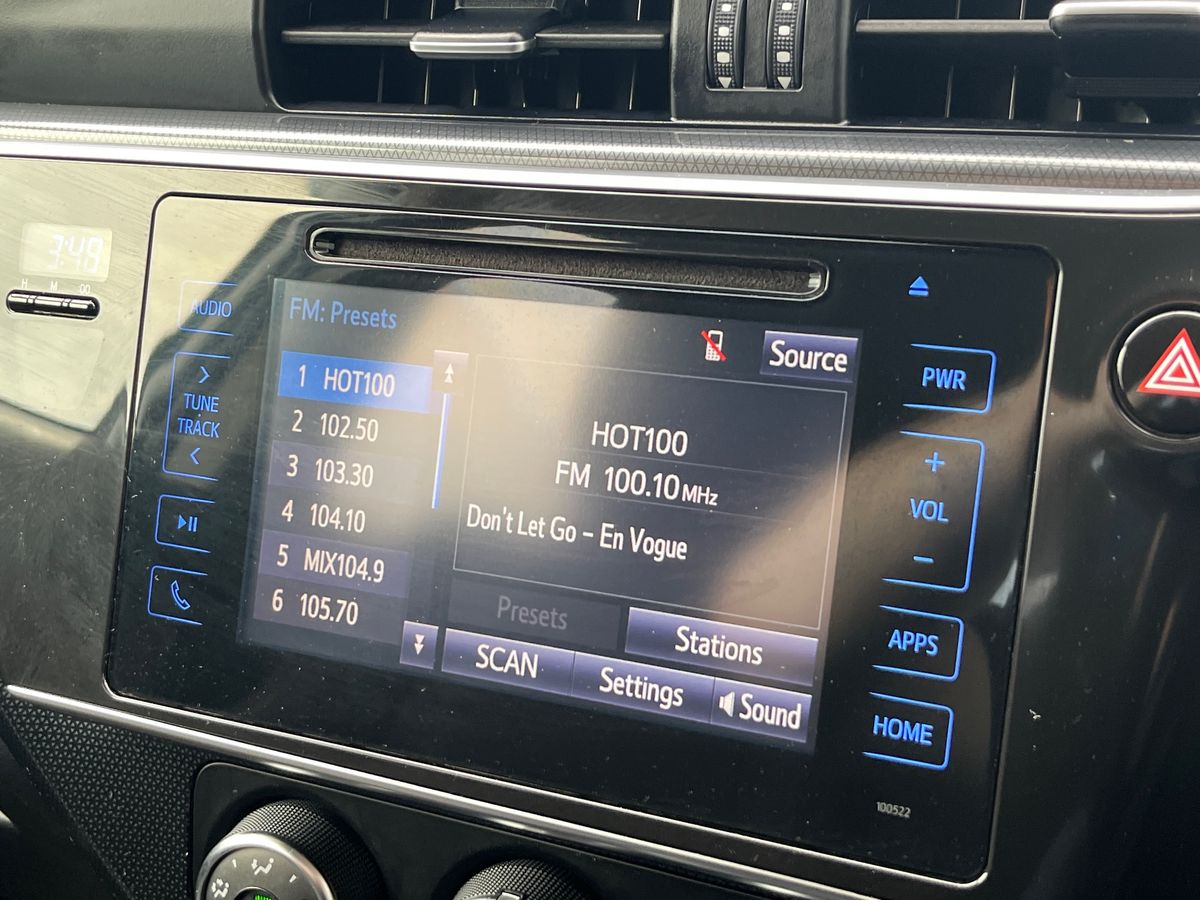 3:48
H M 00
AUDIO
TUNE
TRACK
FM: Presets
Source
1 HOT100
2 102.50
3 103.30
4 104.10
5 MIX104.9
6 105.70
HOT100
FM 100.10 MHz
Don't Let Go - En Vogue
Presets
Stations
SCAN
Settings
Sound
PWR
+
VOL
-
APPS
HOME
100522